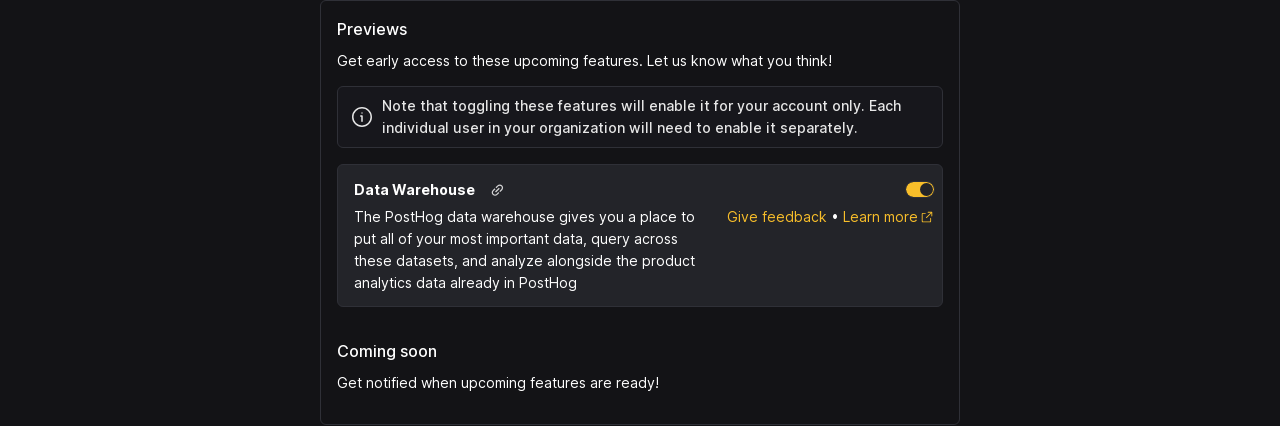 Previews
Get early access to these upcoming features. Let us know what you think!
Note that toggling these features will enable it for your account only. Each
individual user in your organization will need to enable it separately.
Data Warehouse
The PostHog data warehouse gives you a place to
put all of your most important data, query across
these datasets, and analyze alongside the product
analytics data already in PostHog
Give feedback • Learn more
Coming soon
Get notified when upcoming features are ready!